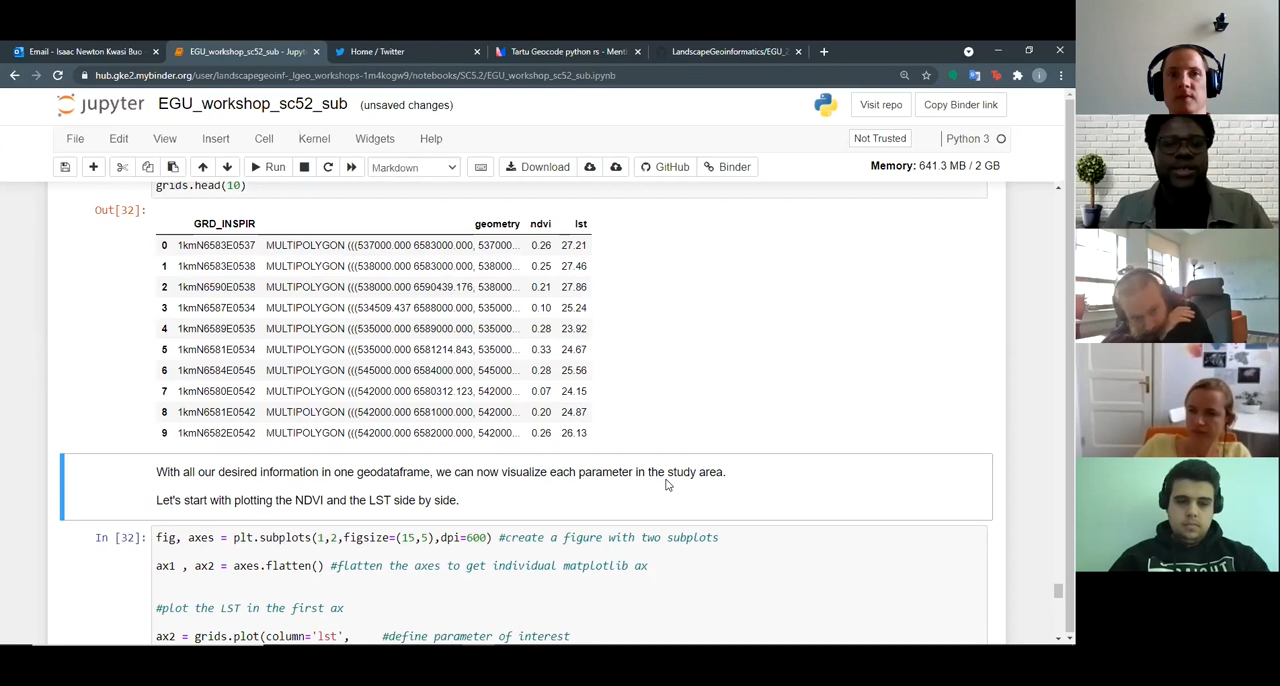 Email - Isaac Newton Kwasi Buo
EGU_workshop_sc52_sub - Jupyt
Home / Twitter
Tartu Geocode python rs - Menti
LandscapeGeoinformatics/EGU_2
hub.gke2.mybinder.org/user/landscapegeoinf-_lgeo_workshops-1m4kogw9/notebooks/SC5.2/EGU_workshop_sc52_sub.ipynb
jupyter EGU_workshop_sc52_sub (unsaved changes)
Visit repo Copy Binder link
File Edit View Insert Cell Kernel Widgets Help
Not Trusted Python 3
Run Markdown Download GitHub Binder Memory: 641.3 MB / 2 GB
grids.head(10)
Out[32]:
GRD_INSPIR geometry ndvi lst
0 1kmN6583E0537 MULTIPOLYGON (((537000.000 6583000.000, 537000... 0.26 27.21
1 1kmN6583E0538 MULTIPOLYGON (((538000.000 6583000.000, 538000... 0.25 27.46
2 1kmN6590E0538 MULTIPOLYGON (((538000.000 6590439.176, 538000... 0.21 27.86
3 1kmN6587E0534 MULTIPOLYGON (((534509.437 6588000.000, 535000... 0.10 25.24
4 1kmN6589E0535 MULTIPOLYGON (((535000.000 6589000.000, 535000... 0.28 23.92
5 1kmN6581E0534 MULTIPOLYGON (((535000.000 6581214.843, 535000... 0.33 24.67
6 1kmN6584E0545 MULTIPOLYGON (((545000.000 6584000.000, 545000... 0.28 25.56
7 1kmN6580E0542 MULTIPOLYGON (((542000.000 6580312.123, 542000... 0.07 24.15
8 1kmN6581E0542 MULTIPOLYGON (((542000.000 6581000.000, 542000... 0.20 24.87
9 1kmN6582E0542 MULTIPOLYGON (((542000.000 6582000.000, 542000... 0.26 26.13
With all our desired information in one geodataframe, we can now visualize each parameter in the study area.
Let's start with plotting the NDVI and the LST side by side.
In [32]: fig, axes = plt.subplots(1,2,figsize=(15,5),dpi=600) #create a figure with two subplots
ax1 , ax2 = axes.flatten() #flatten the axes to get individual matplotlib ax
#plot the LST in the first ax
ax2 = grids.plot(column='lst', #define parameter of interest